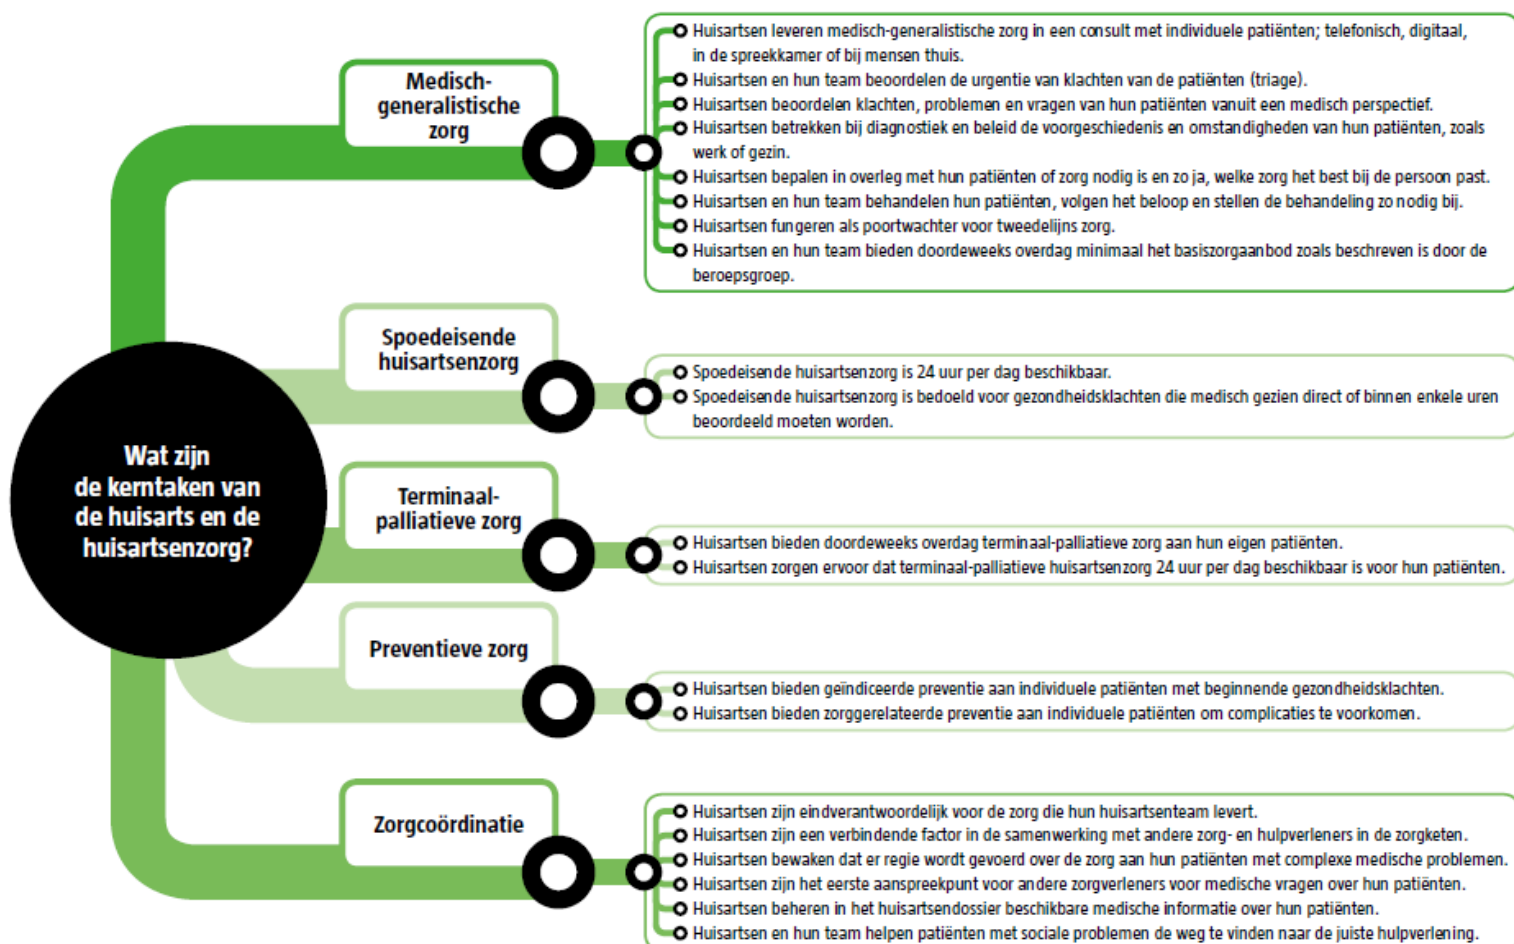 Wat zijn
de kerntaken van
de huisarts en de
huisartsenzorg?
Medisch-
generalistische
zorg
Huisartsen leveren medisch-generalistische zorg in een consult met individuele patiënten; telefonisch, digitaal,
in de spreekkamer of bij mensen thuis.
Huisartsen en hun team beoordelen de urgentie van klachten van de patiënten (triage).
Huisartsen beoordelen klachten, problemen en vragen van hun patiënten vanuit een medisch perspectief.
Huisartsen betrekken bij diagnostiek en beleid de voorgeschiedenis en omstandigheden van hun patiënten, zoals
werk of gezin.
Huisartsen bepalen in overleg met hun patiënten of zorg nodig is en zo ja, welke zorg het best bij de persoon past.
Huisartsen en hun team behandelen hun patiënten, volgen het beloop en stellen de behandeling zo nodig bij.
Huisartsen fungeren als poortwachter voor tweedelijns zorg.
Huisartsen en hun team bieden doordeweeks overdag minimaal het basiszorgaanbod zoals beschreven is door de
beroepsgroep.
Spoedeisende
huisartsenzorg
Spoedeisende huisartsenzorg is 24 uur per dag beschikbaar.
Spoedeisende huisartsenzorg is bedoeld voor gezondheidsklachten die medisch gezien direct of binnen enkele uren
beoordeeld moeten worden.
Terminaal-
palliatieve zorg
Huisartsen bieden doordeweeks overdag terminaal-palliatieve zorg aan hun eigen patiënten.
Huisartsen zorgen ervoor dat terminaal-palliatieve huisartsenzorg 24 uur per dag beschikbaar is voor hun patiënten.
Preventieve zorg
Huisartsen bieden geïndiceerde preventie aan individuele patiënten met beginnende gezondheidsklachten.
Huisartsen bieden zorggerelateerde preventie aan individuele patiënten om complicaties te voorkomen.
Zorgcoördinatie
Huisartsen zijn eindverantwoordelijk voor de zorg die hun huisartsenteam levert.
Huisartsen zijn een verbindende factor in de samenwerking met andere zorg- en hulpverleners in de zorgketen.
Huisartsen bewaken dat er regie wordt gevoerd over de zorg aan hun patiënten met complexe medische problemen.
Huisartsen zijn het eerste aanspreekpunt voor andere zorgverleners voor medische vragen over hun patiënten.
Huisartsen beheren in het huisartsendossier beschikbare medische informatie over hun patiënten.
Huisartsen en hun team helpen patiënten met sociale problemen de weg te vinden naar de juiste hulpverlening.